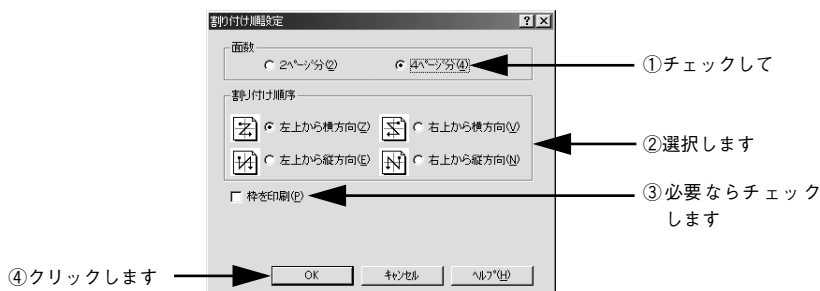 割り付け順設定
面数
2ページ分(2)
4ページ分(4)
①チェックして
割り付け順序
左上から横方向(Z)
右上から横方向(V)
②選択します
左上から縦方向(E)
右上から縦方向(N)
枠を印刷(P)
③必要ならチェック
します
④クリックします
OK
キャンセル
ヘルプ(H)